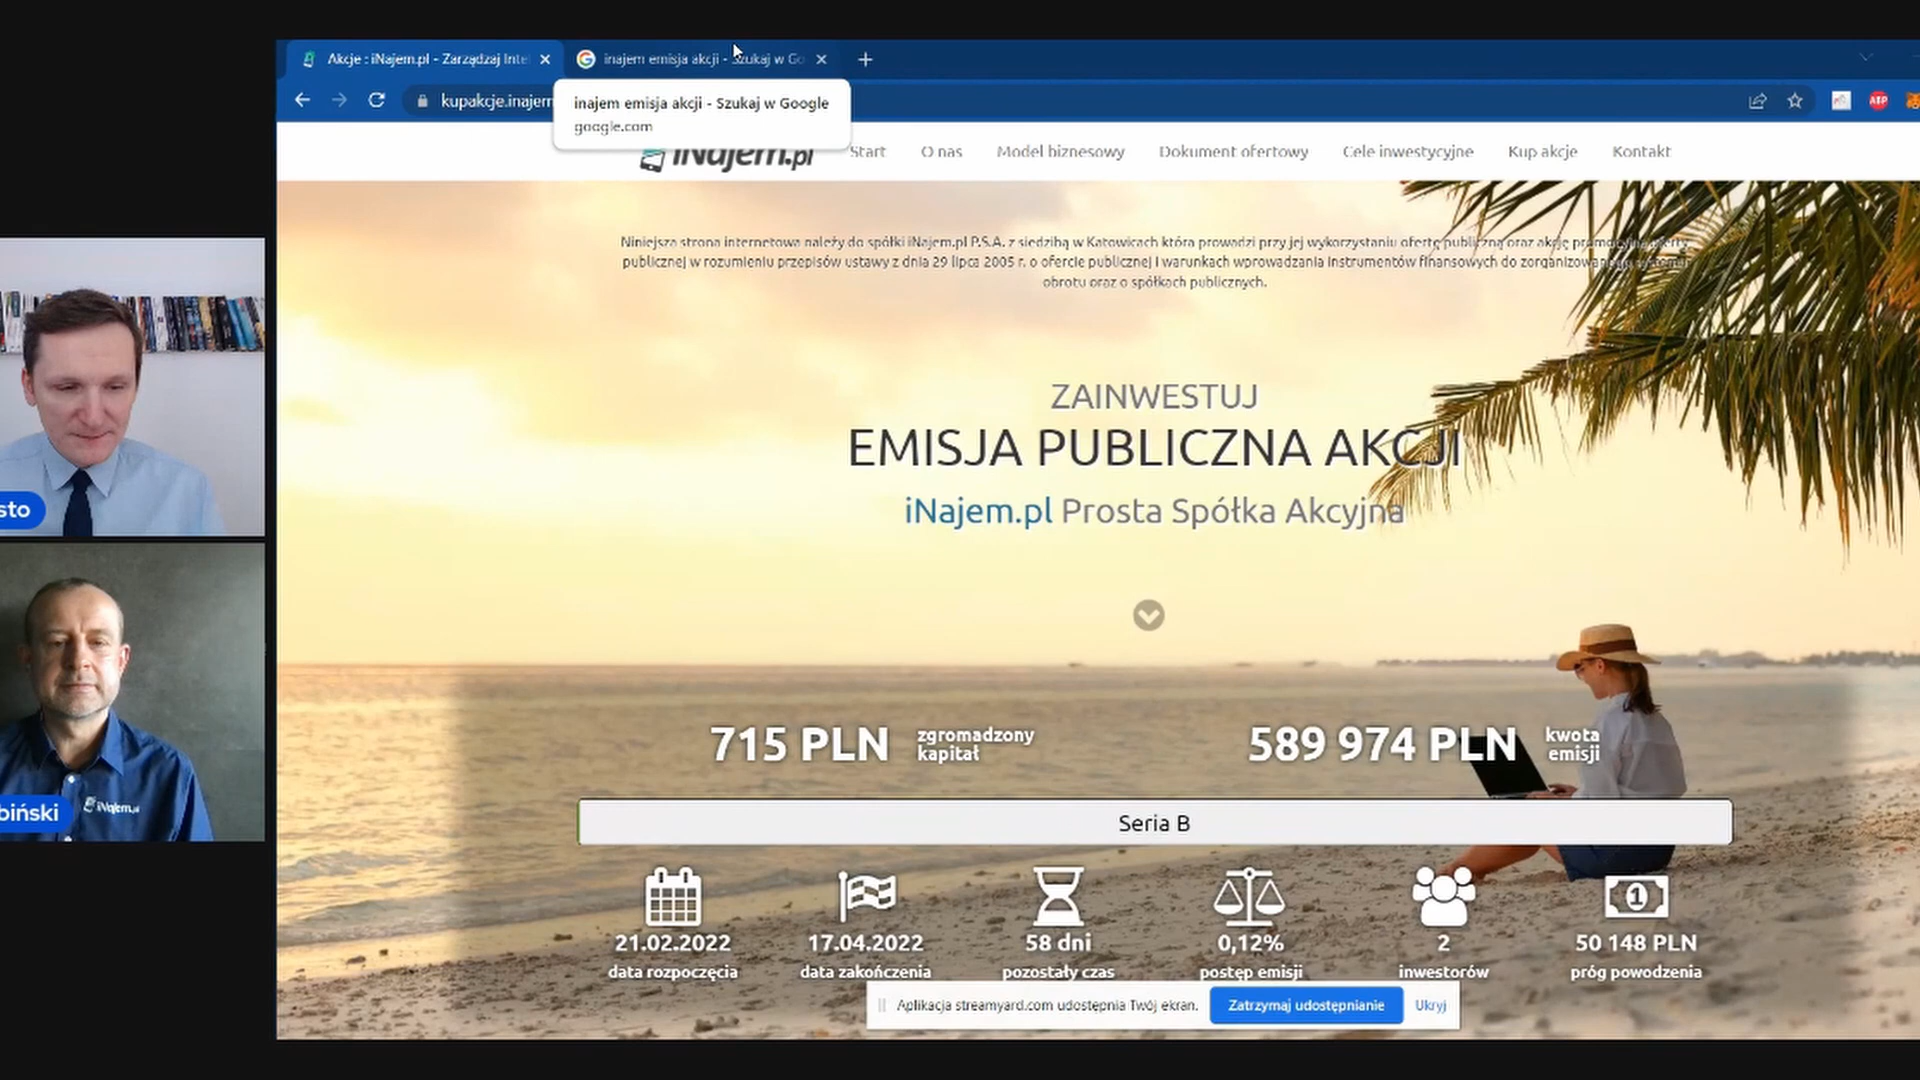 Akcje : iNajem.pl - Zarządzaj Inte
inajem emisja akcji - Szukaj w Go
kupakcje.inajem
inajem emisja akcji - Szukaj w Google
google.com
ATP
iNajem.pl
Start
O nas
Model biznesowy
Dokument ofertowy
Cele inwestycyjne
Kup akcje
Kontakt
Niniejsza strona internetowa należy do spółki iNajem.pl P.S.A. z siedzibą w Katowicach która prowadzi przy jej wykorzystaniu ofertę publiczną oraz akcję promocyjną oferty
publicznej w rozumieniu przepisów ustawy z dnia 29 lipca 2005 r. o ofercie publicznej i warunkach wprowadzania instrumentów finansowych do zorganizowanego systemu
obrotu oraz o spółkach publicznych.
ZAINWESTUJ
EMISJA PUBLICZNA AKCJI
iNajem.pl Prosta Spółka Akcyjna
715 PLN zgromadzony kapitał
589 974 PLN kwota emisji
Seria B
21.02.2022
data rozpoczęcia
17.04.2022
data zakończenia
58 dni
pozostały czas
0,12%
postęp emisji
2
inwestorów
50 148 PLN
próg powodzenia
Aplikacja streamyard.com udostępnia Twój ekran.
Zatrzymaj udostępnianie
Ukryj
sto
iNajem.pl
biński